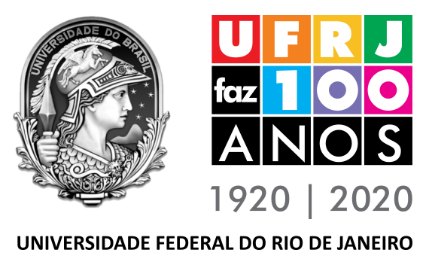 UNIVERSIDADE DO BRASIL
UFRJ
faz 100
ANOS
1920 | 2020
UNIVERSIDADE FEDERAL DO RIO DE JANEIRO